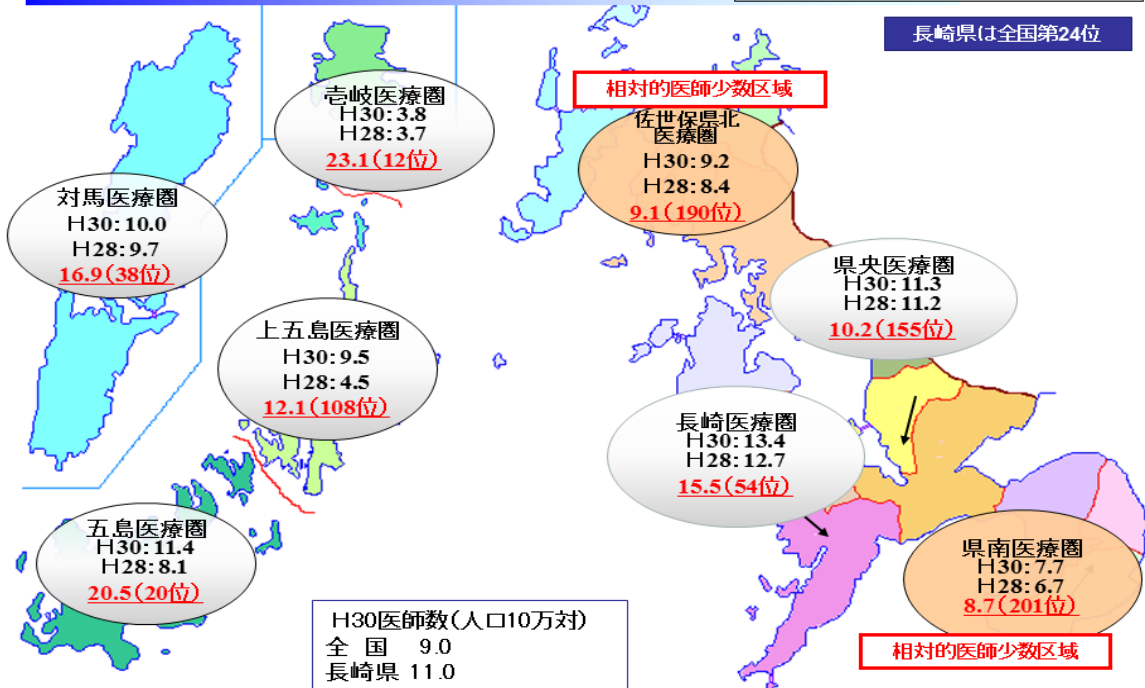 長崎県は全国第24位
壱岐医療圏
H30:3.8
H28:3.7
23.1(12位)
相対的医師少数区域
佐世保県北
医療圏
H30:9.2
H28:8.4
9.1(190位)
対馬医療圏
H30:10.0
H28:9.7
16.9(38位)
県央医療圏
H30:11.3
H28:11.2
10.2(155位)
上五島医療圏
H30:9.5
H28:4.5
12.1(108位)
長崎医療圏
H30:13.4
H28:12.7
15.5(54位)
五島医療圏
H30:11.4
H28:8.1
20.5(20位)
県南医療圏
H30:7.7
H28:6.7
8.7(201位)
相対的医師少数区域
H30医師数(人口10万対)
全 国 9.0
長崎県 11.0